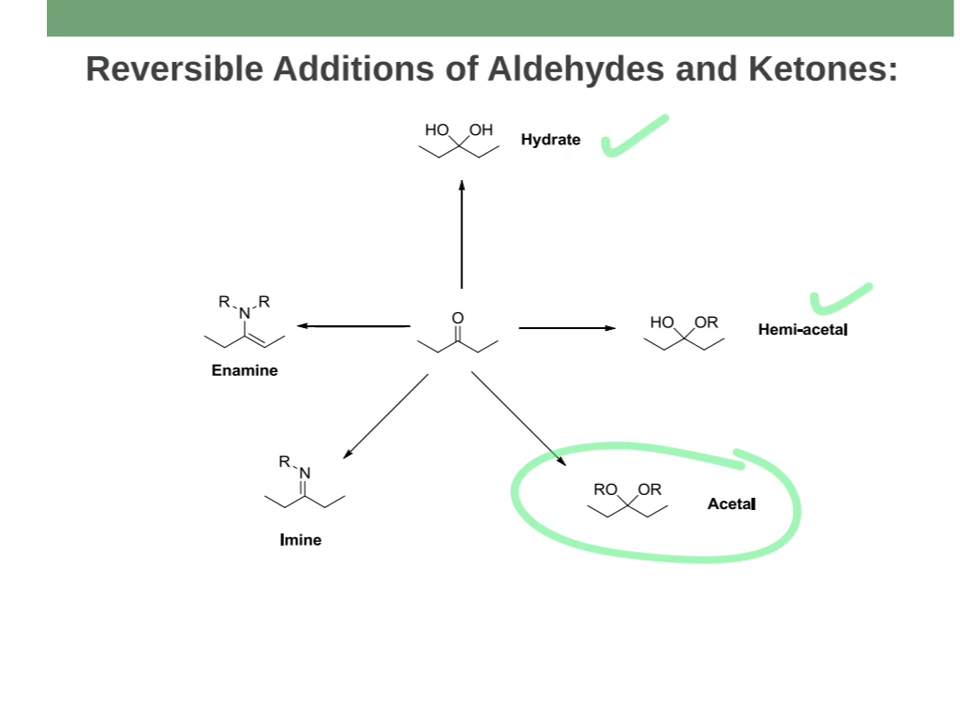 Reversible Additions of Aldehydes and Ketones:
HO OH Hydrate
R N R
Enamine
O
HO OR Hemi-acetal
R N
Imine
RO OR Acetal